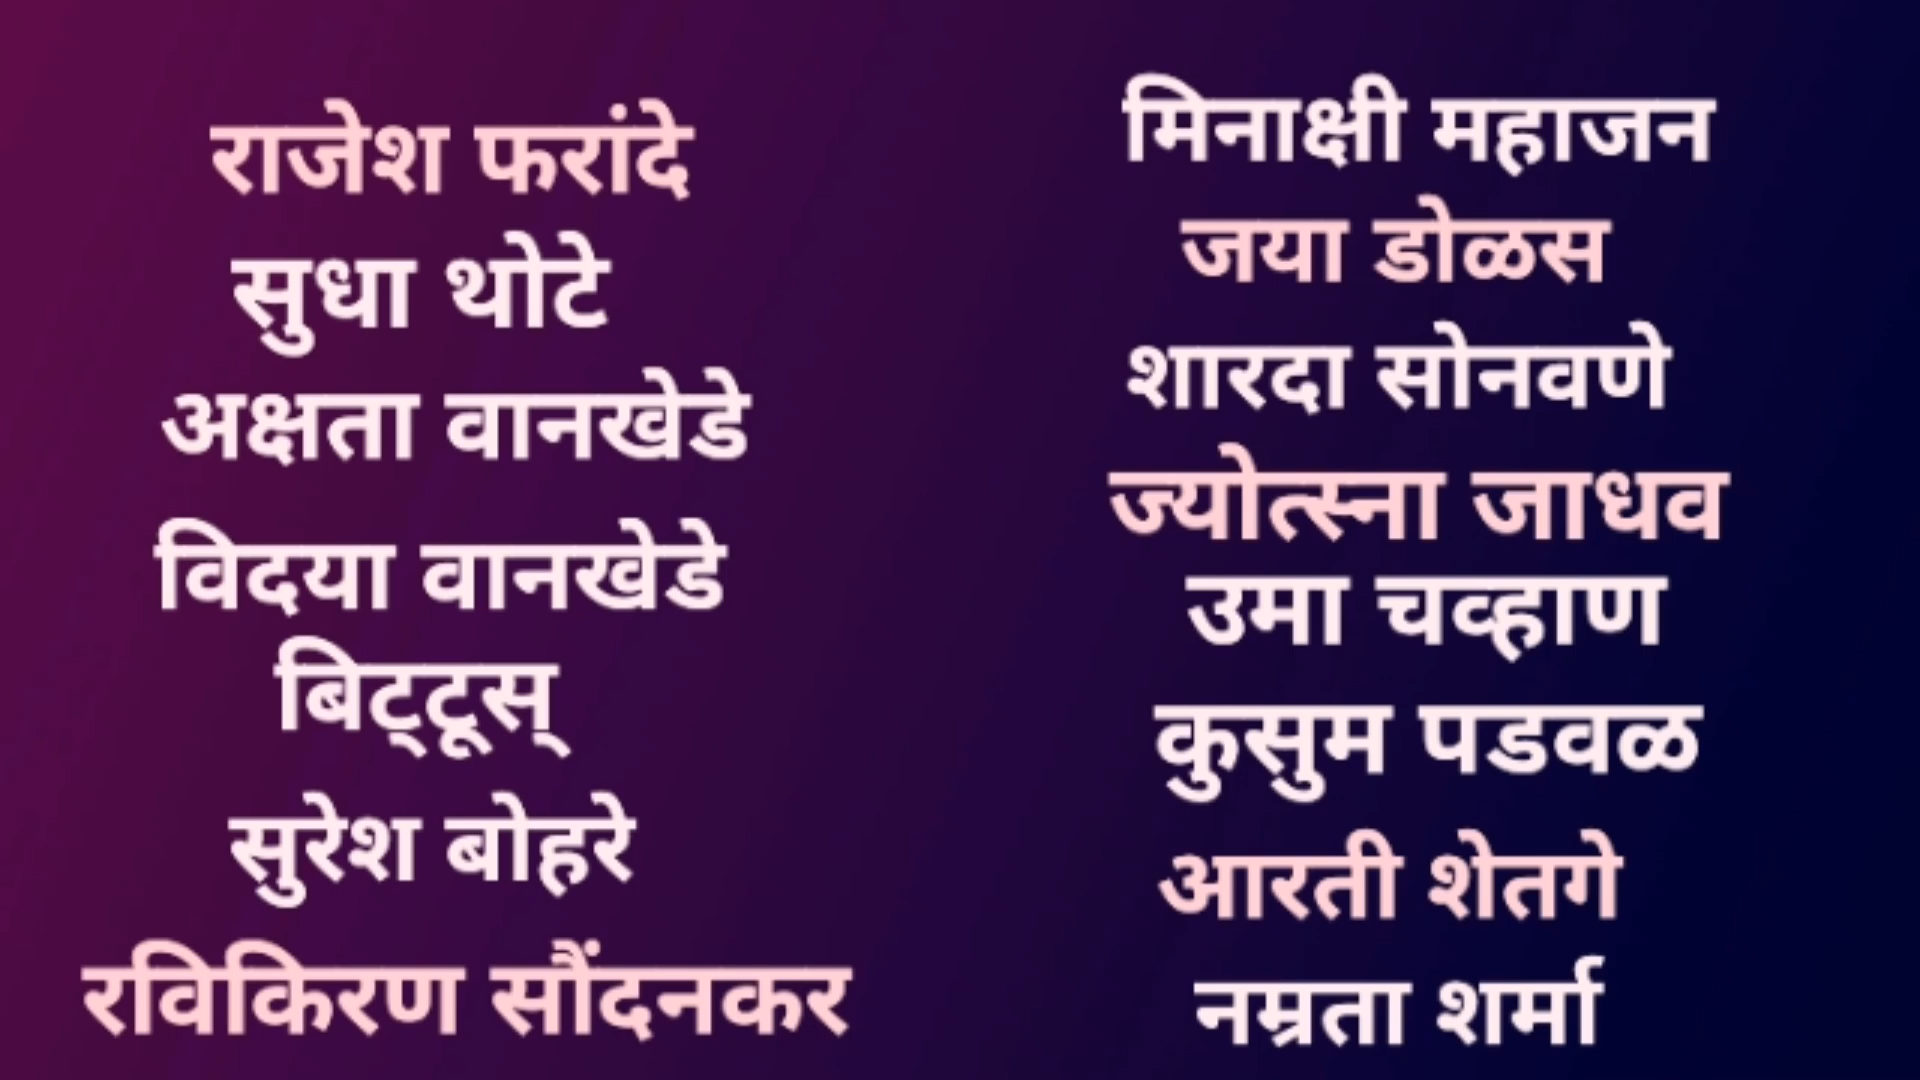 राजेश फरांदे
सुधा थोटे
अक्षता वानखेडे
विदया वानखेडे
बिट्टूस्
सुरेश बोहरे
रविकिरण सौंदनकर
मिनाक्षी महाजन
जया डोळस
शारदा सोनवणे
ज्योत्स्ना जाधव
उमा चव्हाण
कुसुम पडवळ
आरती शेतगे
नम्रता शर्मा